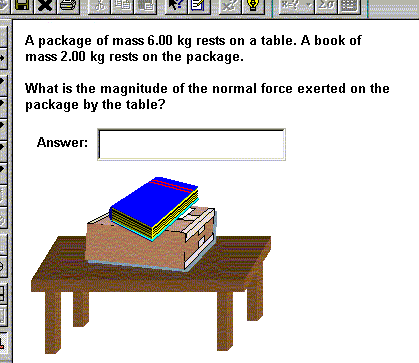 A package of mass 6.00 kg rests on a table. A book of
mass 2.00 kg rests on the package.
What is the magnitude of the normal force exerted on the
package by the table?
Answer: